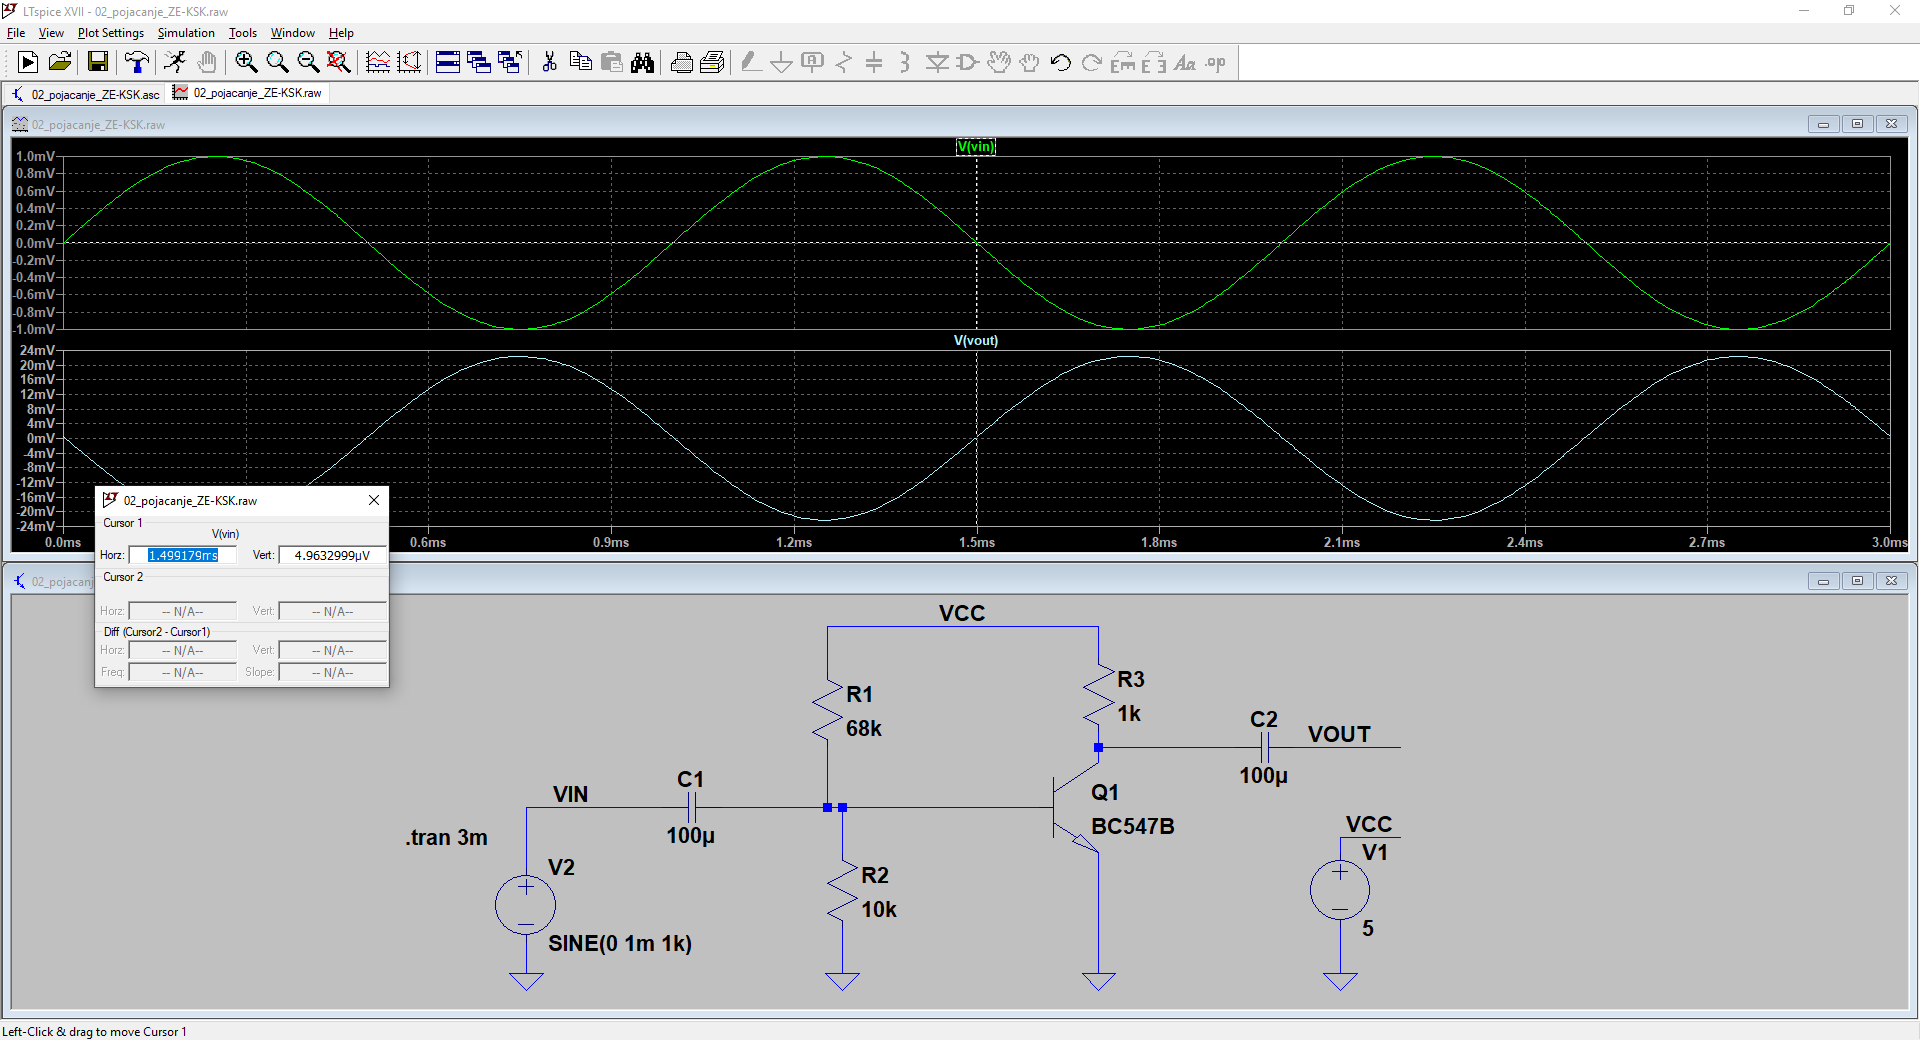 LTspice XVII - 02_pojacanje_ZE-KSK.raw
File View Plot Settings Simulation Tools Window Help
02_pojacanje_ZE-KSK.asc 02_pojacanje_ZE-KSK.raw
02_pojacanje_ZE-KSK.raw
V(vin)
1.0mV
0.8mV
0.6mV
0.4mV
0.2mV
0.0mV
-0.2mV
-0.4mV
-0.6mV
-0.8mV
-1.0mV
V(vout)
24mV
20mV
16mV
12mV
8mV
4mV
0mV
-4mV
-8mV
-12mV
-16mV
-20mV
-24mV
0.0ms 0.6ms 0.9ms 1.2ms 1.5ms 1.8ms 2.1ms 2.4ms 2.7ms 3.0ms
02_pojacanje_ZE-KSK.raw
Cursor 1
V(vin)
Horz: 1.499179ms Vert: 4.9632999µV
Cursor 2
Horz: -- N/A-- Vert: -- N/A--
Diff (Cursor2 - Cursor1)
Horz: -- N/A-- Vert: -- N/A--
Freq: -- N/A-- Slope: -- N/A--
02_pojacan
VCC
R1
68k
R3
1k
C2
100µ
VOUT
VIN
C1
100µ
.tran 3m
Q1
BC547B
V2
SINE(0 1m 1k)
R2
10k
VCC
V1
5
Left-Click & drag to move Cursor 1